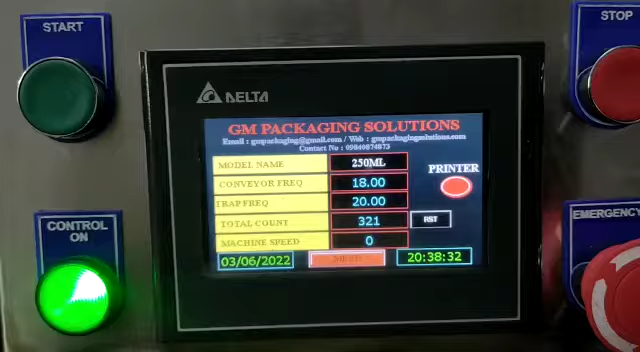 START
STOP
DELTA
GM PACKAGING SOLUTIONS
Email : gmpackaging@gmail.com / Web : gmpackagingsolutions.com
Contact No : 09840874873
MODEL NAME 250ML
PRINTER
CONVEYOR FREQ 18.00
TRAP FREQ 20.00
TOTAL COUNT 321 RST
MACHINE SPEED 0
03/06/2022 20:38:32
CONTROL
ON
EMERGENCY